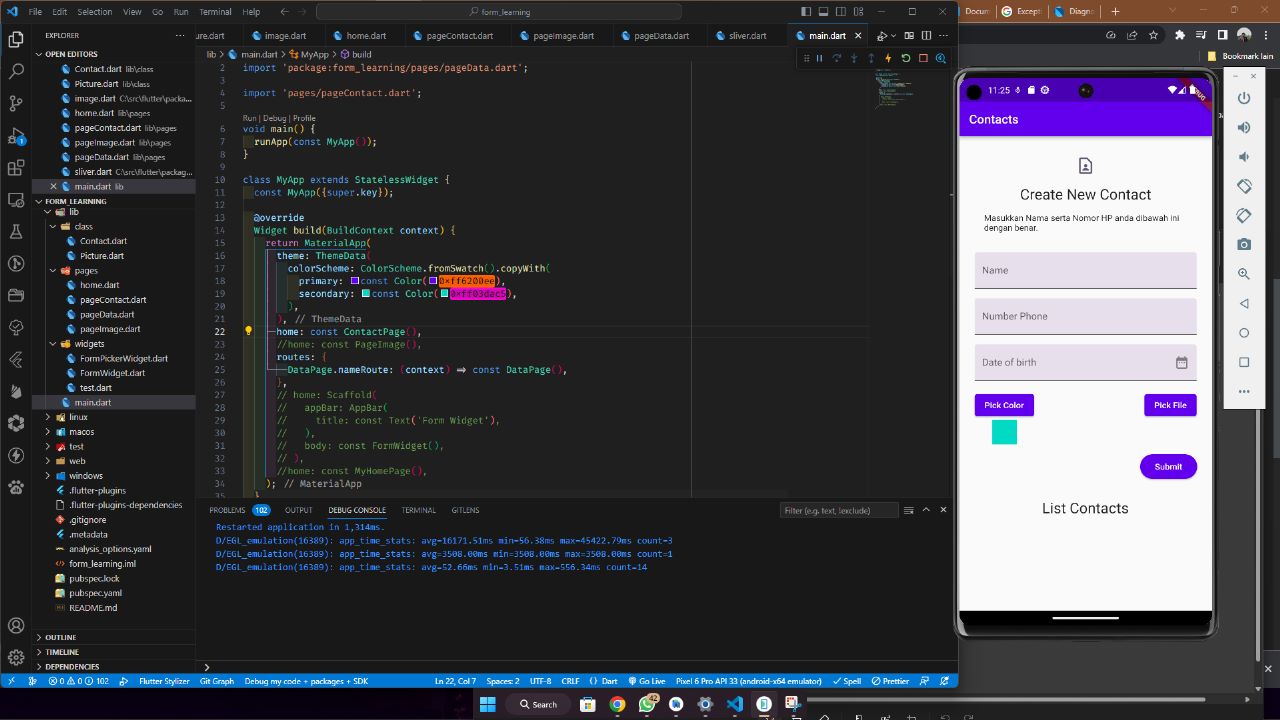 File Edit Selection View Go Run Terminal Help
form_learning
Docum
Except
Diagno
EXPLORER
ure.dart
image.dart
home.dart
pageContact.dart
pageImage.dart
pageData.dart
sliver.dart
main.dart
Bookmark lain
OPEN EDITORS
Contact.dart lib\class
Picture.dart lib\class
image.dart C:\src\flutter\packa...
home.dart lib\pages
pageContact.dart lib\pages
pageImage.dart lib\pages
pageData.dart lib\pages
sliver.dart C:\src\flutter\packag...
main.dart lib
FORM_LEARNING
lib
class
Contact.dart
Picture.dart
pages
home.dart
pageContact.dart
pageData.dart
pageImage.dart
widgets
FormPickerWidget.dart
FormWidget.dart
test.dart
main.dart
linux
macos
test
web
windows
.flutter-plugins
.flutter-plugins-dependencies
.gitignore
.metadata
analysis_options.yaml
form_learning.iml
pubspec.lock
pubspec.yaml
README.md
OUTLINE
TIMELINE
DEPENDENCIES
lib > main.dart > MyApp > build
2 import 'package:form_learning/pages/pageData.dart';
3
4 import 'pages/pageContact.dart';
5
Run | Debug | Profile
6 void main() {
7 runApp(const MyApp());
8 }
9
10 class MyApp extends StatelessWidget {
11 const MyApp({super.key});
12
13 @override
14 Widget build(BuildContext context) {
15 return MaterialApp(
16 theme: ThemeData(
17 colorScheme: ColorScheme.fromSwatch().copyWith(
18 primary: const Color(0xff6200ee),
19 secondary: const Color(0xff03dac5),
20 ),
21 ), // ThemeData
22 home: const ContactPage(),
23 //home: const PageImage(),
24 routes: {
25 DataPage.nameRoute: (context) => const DataPage(),
26 },
27 // home: Scaffold(
28 // appBar: AppBar(
29 // title: const Text('Form Widget'),
30 // ),
31 // body: const FormWidget(),
32 // ),
33 //home: const MyHomePage(),
34 ); // MaterialApp
35 }
PROBLEMS 102 OUTPUT DEBUG CONSOLE TERMINAL GITLENS
Filter (e.g. text, !exclude)
Restarted application in 1,314ms.
D/EGL_emulation(16389): app_time_stats: avg=16171.51ms min=56.38ms max=45422.79ms count=3
D/EGL_emulation(16389): app_time_stats: avg=3508.00ms min=3508.00ms max=3508.00ms count=1
D/EGL_emulation(16389): app_time_stats: avg=52.66ms min=3.51ms max=556.34ms count=14
0 0 102 Flutter Stylizer Git Graph Debug my code + packages + SDK
Ln 22, Col 7 Spaces: 2 UTF-8 CRLF {} Dart Go Live Pixel 6 Pro API 33 (android-x64 emulator) Spell Prettier
11:25
Contacts
Create New Contact
Masukkan Nama serta Nomor HP anda dibawah ini
dengan benar.
Name
Number Phone
Date of birth
Pick Color
Pick File
Submit
List Contacts
Search
42